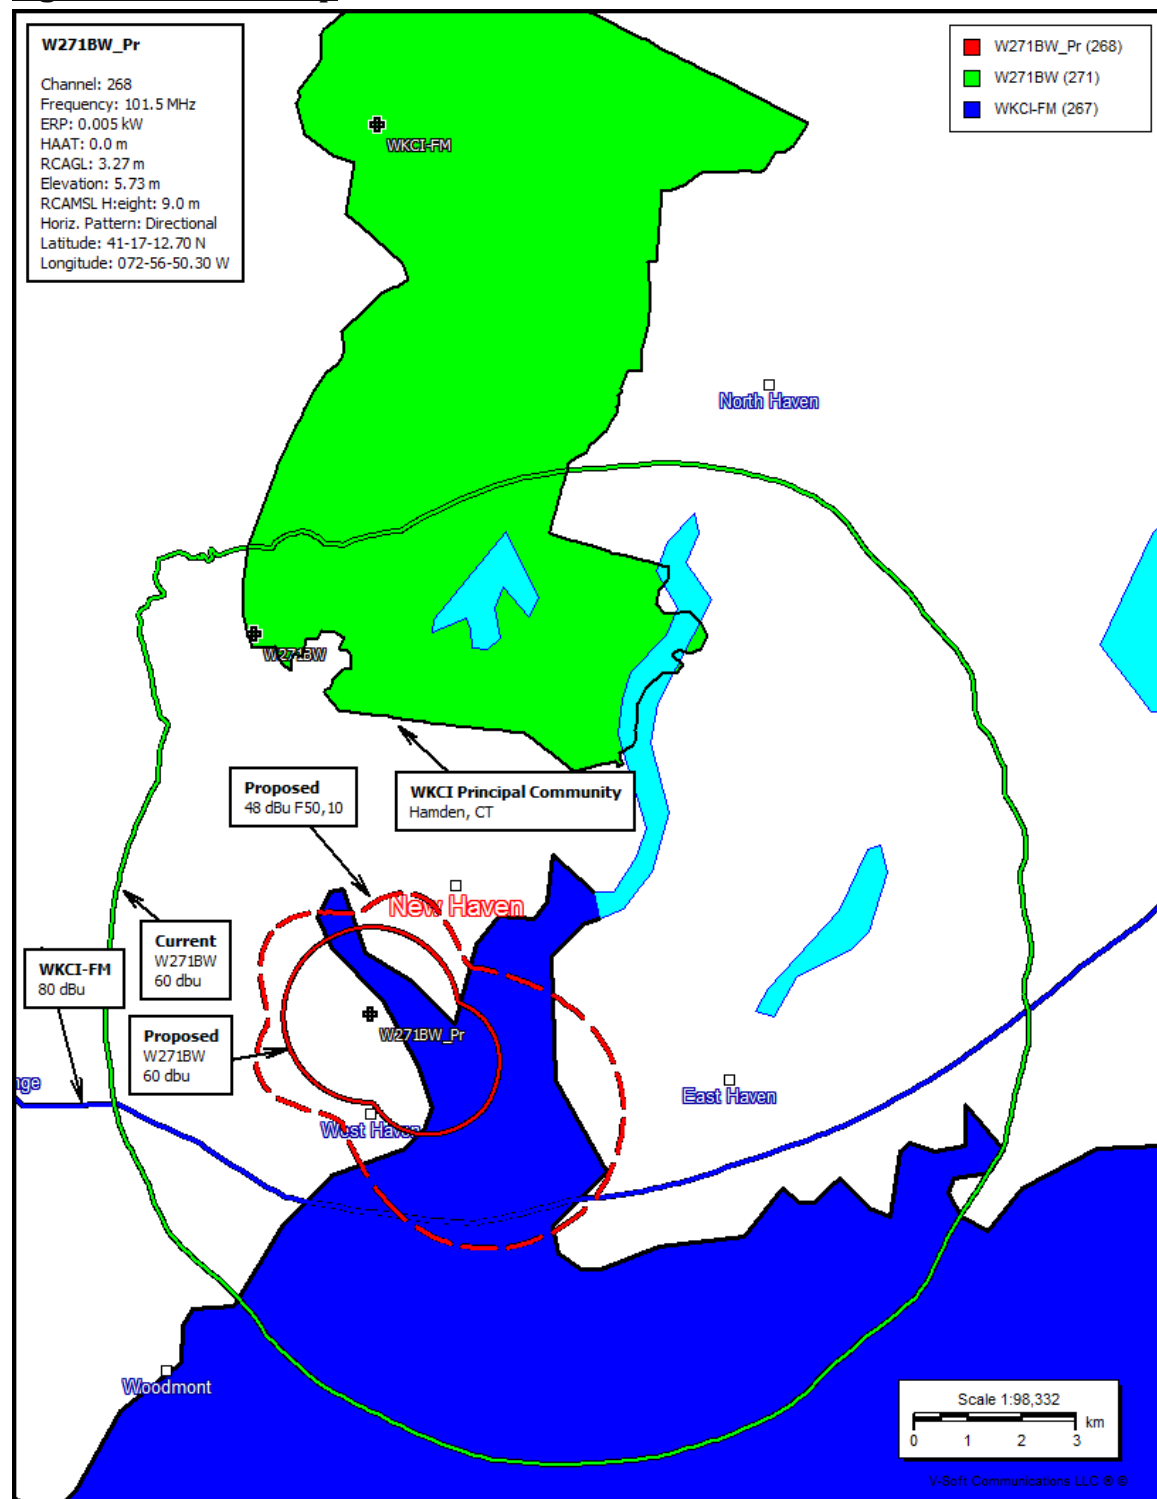 W271BW_Pr
Channel: 268
Frequency: 101.5 MHz
ERP: 0.005 kW
HAAT: 0.0 m
RCAGL: 3.27 m
Elevation: 5.73 m
RCAMSL H:eight: 9.0 m
Horiz. Pattern: Directional
Latitude: 41-17-12.70 N
Longitude: 072-56-50.30 W
W271BW_Pr (268)
W271BW (271)
WKCI-FM (267)
WKCI-FM
North Haven
W271BW
Proposed
48 dBu F50,10
WKCI Principal Community
Hamden, CT
New Haven
Current
W271BW
60 dbu
WKCI-FM
80 dBu
Proposed
W271BW
60 dbu
W271BW_Pr
nge
East Haven
West Haven
Woodmont
Scale 1:98,332
km
0 1 2 3
V-Soft Communications LLC ® ©